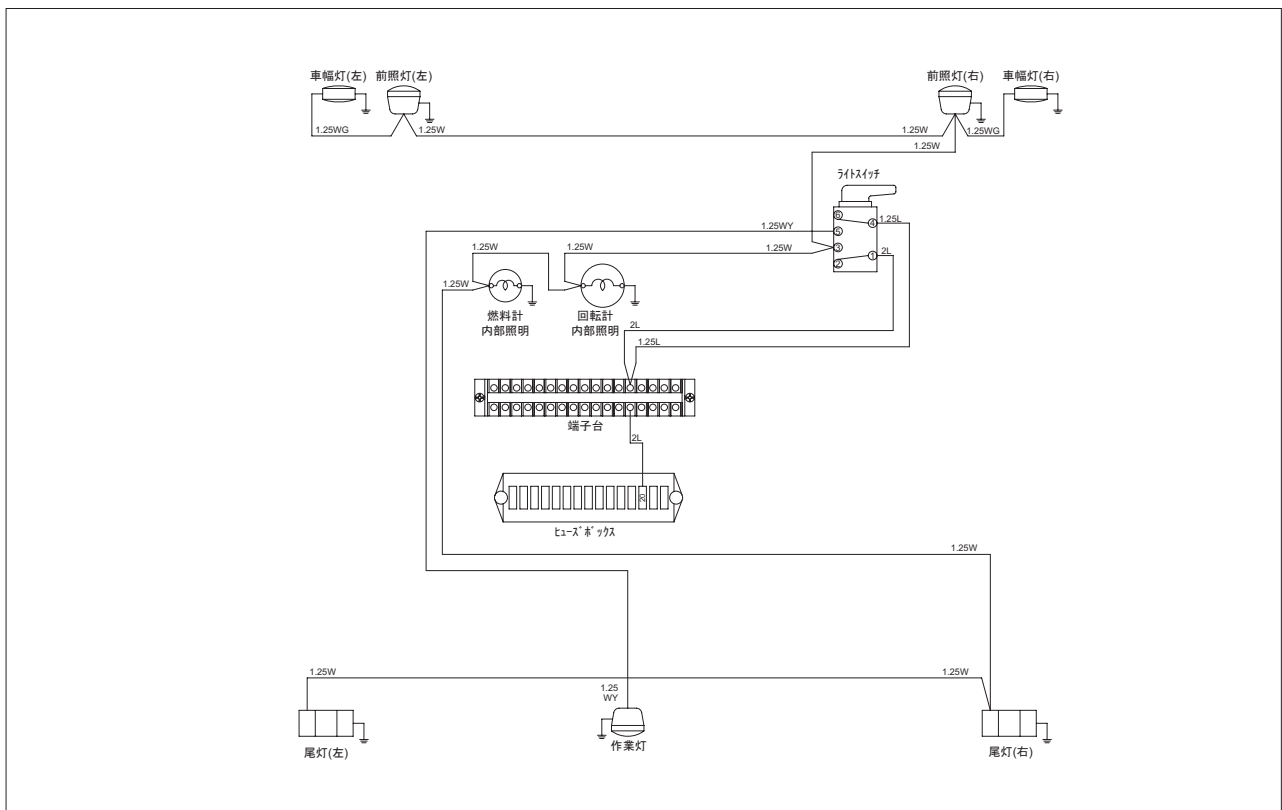 車幅灯(左)
前照灯(左)
前照灯(右)
車幅灯(右)
1.25WG
1.25W
1.25W
1.25WG
1.25W
ﾗｲﾄｽｲｯﾁ
⑥
④
1.25L
1.25WY
⑤
1.25W
1.25W
1.25W
③
①
2L
②
1.25W
燃料計
内部照明
回転計
内部照明
2L
1.25L
端子台
2L
20
ﾋｭｰｽﾞﾎﾞｯｸｽ
1.25W
1.25W
1.25W
1.25
WY
尾灯(左)
作業灯
尾灯(右)